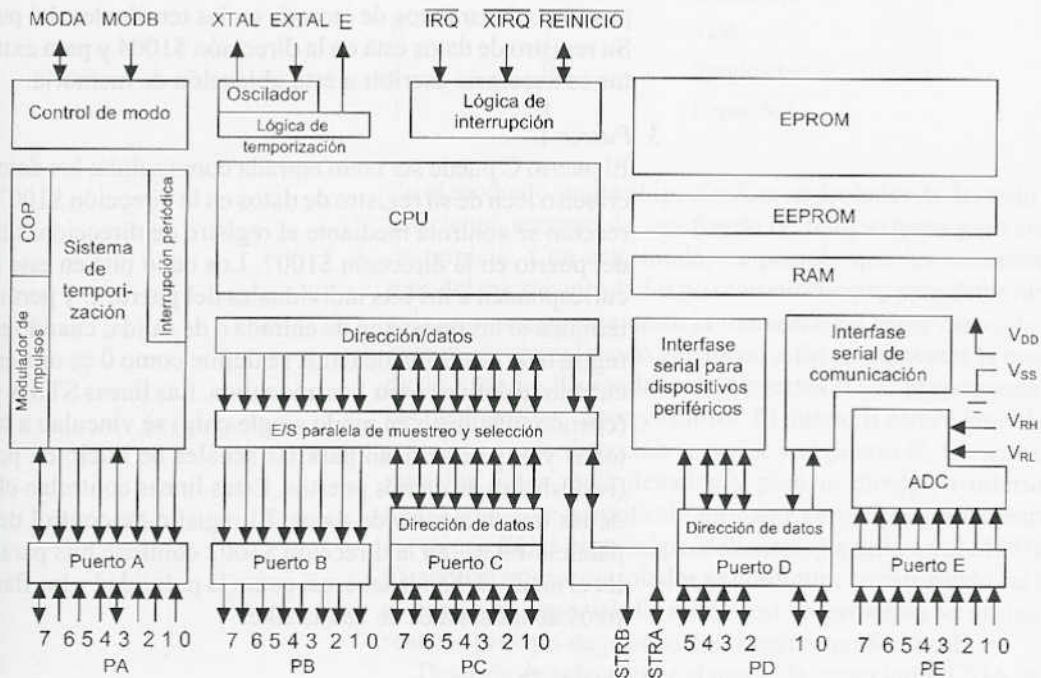 MODA MODB XTAL EXTAL E IRQ XIRQ REINICIO
Control de modo
Oscilador
Lógica de
temporización
Lógica de
interrupción
EPROM
Modulador de COP
(impulsos)
Sistema
de
tempori-
zación
Interrupción periódica
CPU
EEPROM
RAM
Dirección/datos
Interfase
serial para
dispositivos
periféricos
Interfase
serial de
comunicación
VDD
VSS
VRH
VRL
E/S paralela de muestreo y selección
ADC
Dirección de datos
Dirección de datos
Puerto A
Puerto B
Puerto C
Puerto D
Puerto E
7 6 5 4 3 2 1 0
PA
7 6 5 4 3 2 1 0
PB
7 6 5 4 3 2 1 0
PC
STRB
STRA
5 4 3 2 1 0
PD
7 6 5 4 3 2 1 0
PE